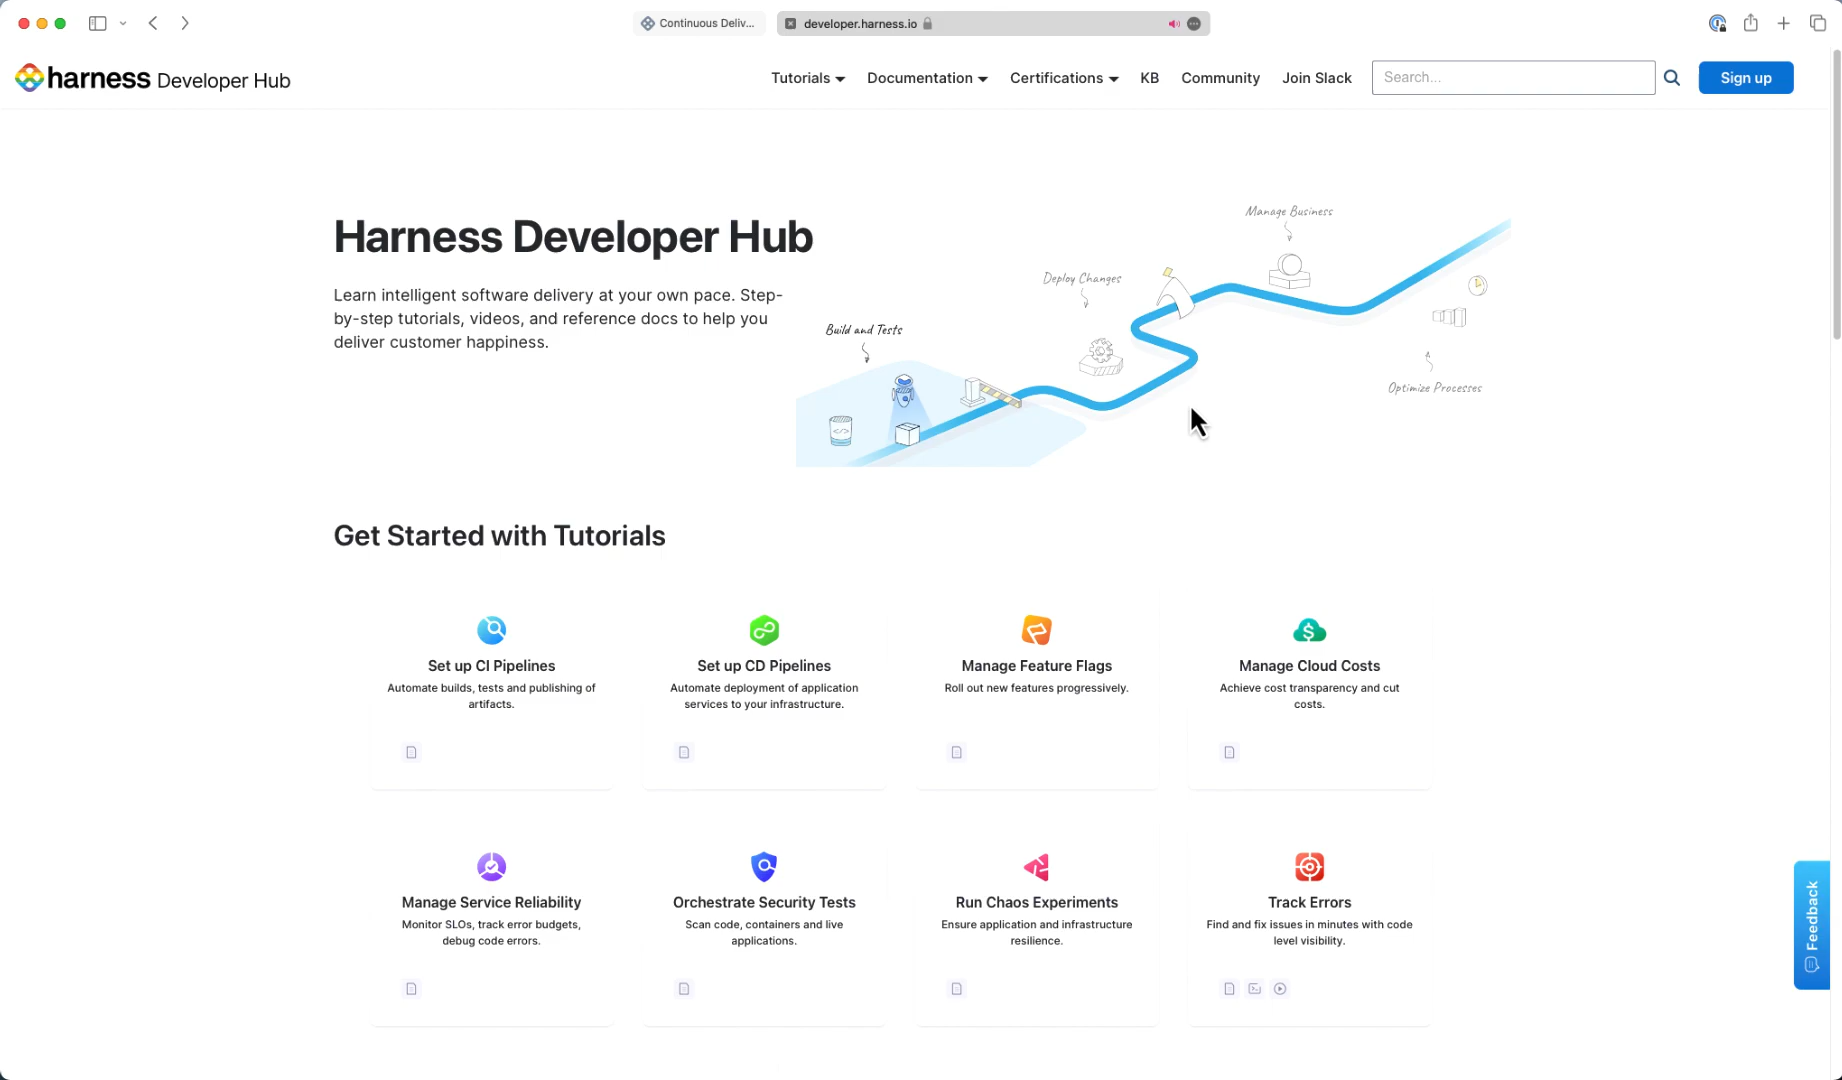 Continuous Deliv...
developer.harness.io
harness Developer Hub
Tutorials
Documentation
Certifications
KB
Community
Join Slack
Search...
Sign up
Harness Developer Hub
Learn intelligent software delivery at your own pace. Step-
by-step tutorials, videos, and reference docs to help you
deliver customer happiness.
Manage Business
Deploy Changes
Build and Tests
Optimize Processes
Get Started with Tutorials
Set up CI Pipelines
Automate builds, tests and publishing of
artifacts.
Set up CD Pipelines
Automate deployment of application
services to your infrastructure.
Manage Feature Flags
Roll out new features progressively.
Manage Cloud Costs
Achieve cost transparency and cut
costs.
Manage Service Reliability
Monitor SLOs, track error budgets,
debug code errors.
Orchestrate Security Tests
Scan code, containers and live
applications.
Run Chaos Experiments
Ensure application and infrastructure
resilience.
Track Errors
Find and fix issues in minutes with code
level visibility.
Feedback